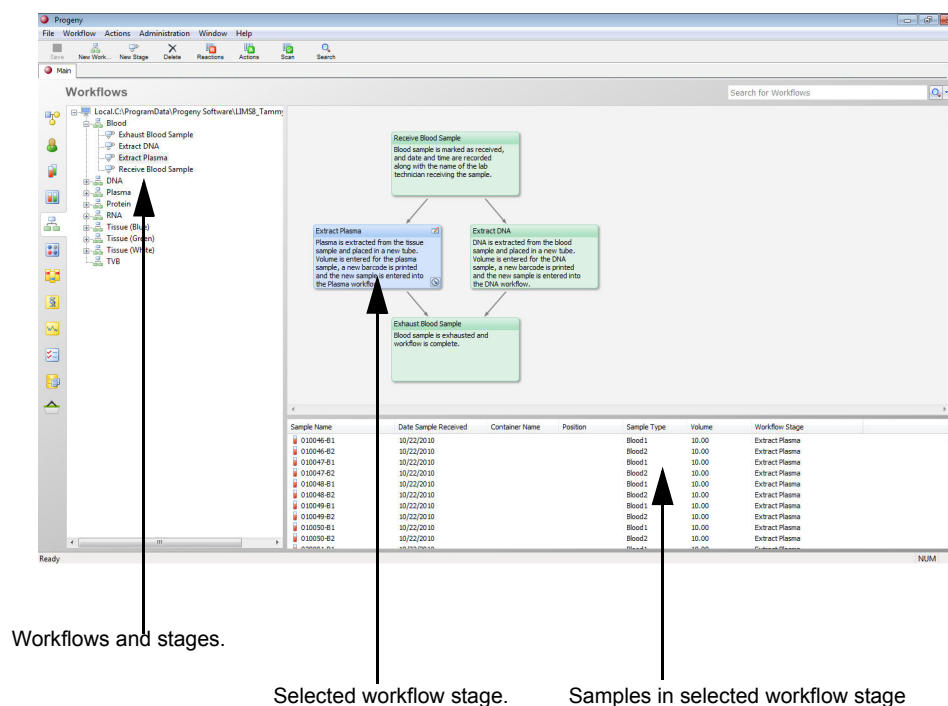 Progeny
File Workflow Actions Administration Window Help
Save New Work... New Stage Delete Reactions Actions Scan Search
Main
Workflows
Search for Workflows
Local.C:\ProgramData\Progeny Software\LIMS8_Tammy
Blood
Exhaust Blood Sample
Extract DNA
Extract Plasma
Receive Blood Sample
DNA
Plasma
Protein
RNA
Tissue (Blue)
Tissue (Green)
Tissue (White)
TVB
Receive Blood Sample
Blood sample is marked as received,
and date and time are recorded
along with the name of the lab
technician receiving the sample.
Extract Plasma
Plasma is extracted from the tissue
sample and placed in a new tube.
Volume is entered for the plasma
sample, a new barcode is printed
and the new sample is entered into
the Plasma workflow.
Extract DNA
DNA is extracted from the blood
sample and placed in a new tube.
Volume is entered for the DNA
sample, a new barcode is printed
and the new sample is entered into
the DNA workflow.
Exhaust Blood Sample
Blood sample is exhausted and
workflow is complete.
Sample Name Date Sample Received Container Name Position Sample Type Volume Workflow Stage
010046-B1 10/22/2010 Blood1 10.00 Extract Plasma
010046-B2 10/22/2010 Blood2 10.00 Extract Plasma
010047-B1 10/22/2010 Blood1 10.00 Extract Plasma
010047-B2 10/22/2010 Blood2 10.00 Extract Plasma
010048-B1 10/22/2010 Blood1 10.00 Extract Plasma
010048-B2 10/22/2010 Blood2 10.00 Extract Plasma
010049-B1 10/22/2010 Blood1 10.00 Extract Plasma
010049-B2 10/22/2010 Blood2 10.00 Extract Plasma
010050-B1 10/22/2010 Blood1 10.00 Extract Plasma
010050-B2 10/22/2010 Blood2 10.00 Extract Plasma
Ready NUM
Workflows and stages.
Selected workflow stage. Samples in selected workflow stage